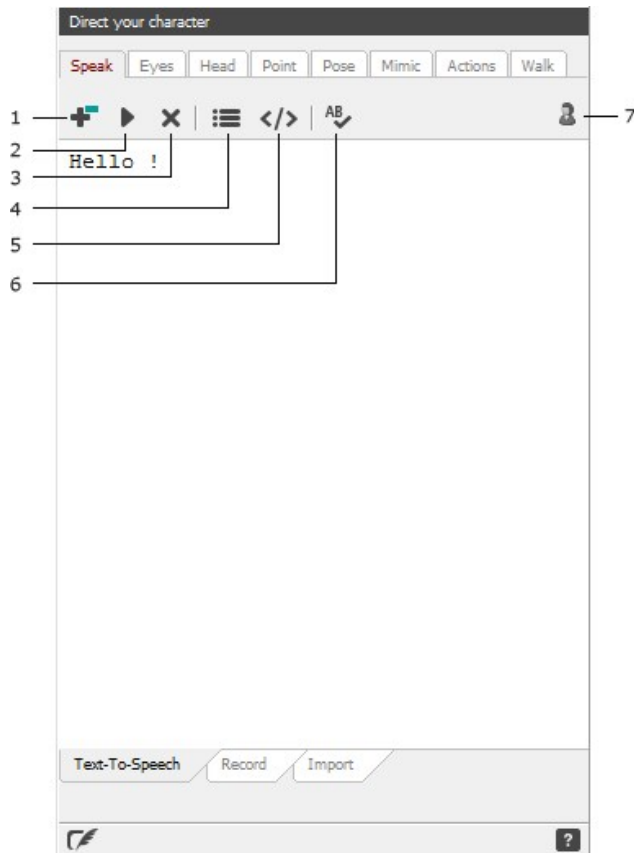 Direct your character
Speak Eyes Head Point Pose Mimic Actions Walk
1 </> AB 7
2
Hello !
3
4
5
6
Text-To-Speech Record Import
?